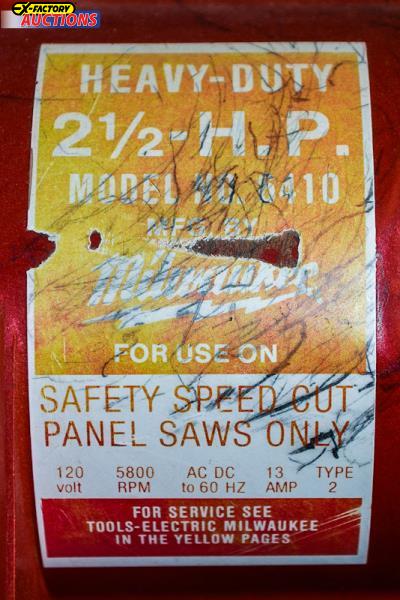 EX-FACTORY
AUCTIONS
HEAVY-DUTY
2½-H.P.
MODEL NO. 6410
MFG. BY
Milwaukee
FOR USE ON
SAFETY SPEED CUT
PANEL SAWS ONLY
120 5800 AC DC 13 TYPE
volt RPM to 60 HZ AMP 2
FOR SERVICE SEE
TOOLS-ELECTRIC MILWAUKEE
IN THE YELLOW PAGES